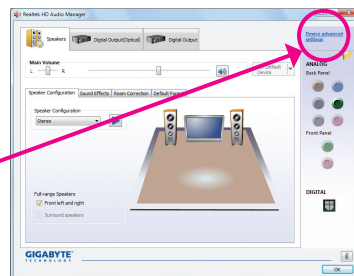 Realtek HD Audio Manager
Speakers
Digital Output(Optical)
Digital Output
Device advanced
settings
Main Volume
L
R
Default
Device
ANALOG
Back Panel
Speaker Configuration
Sound Effects
Room Correction
Default Format
Speaker Configuration
Stereo
Front Panel
Full-range Speakers
Front left and right
Surround speakers
DIGITAL
GIGABYTE
TECHNOLOGY
OK